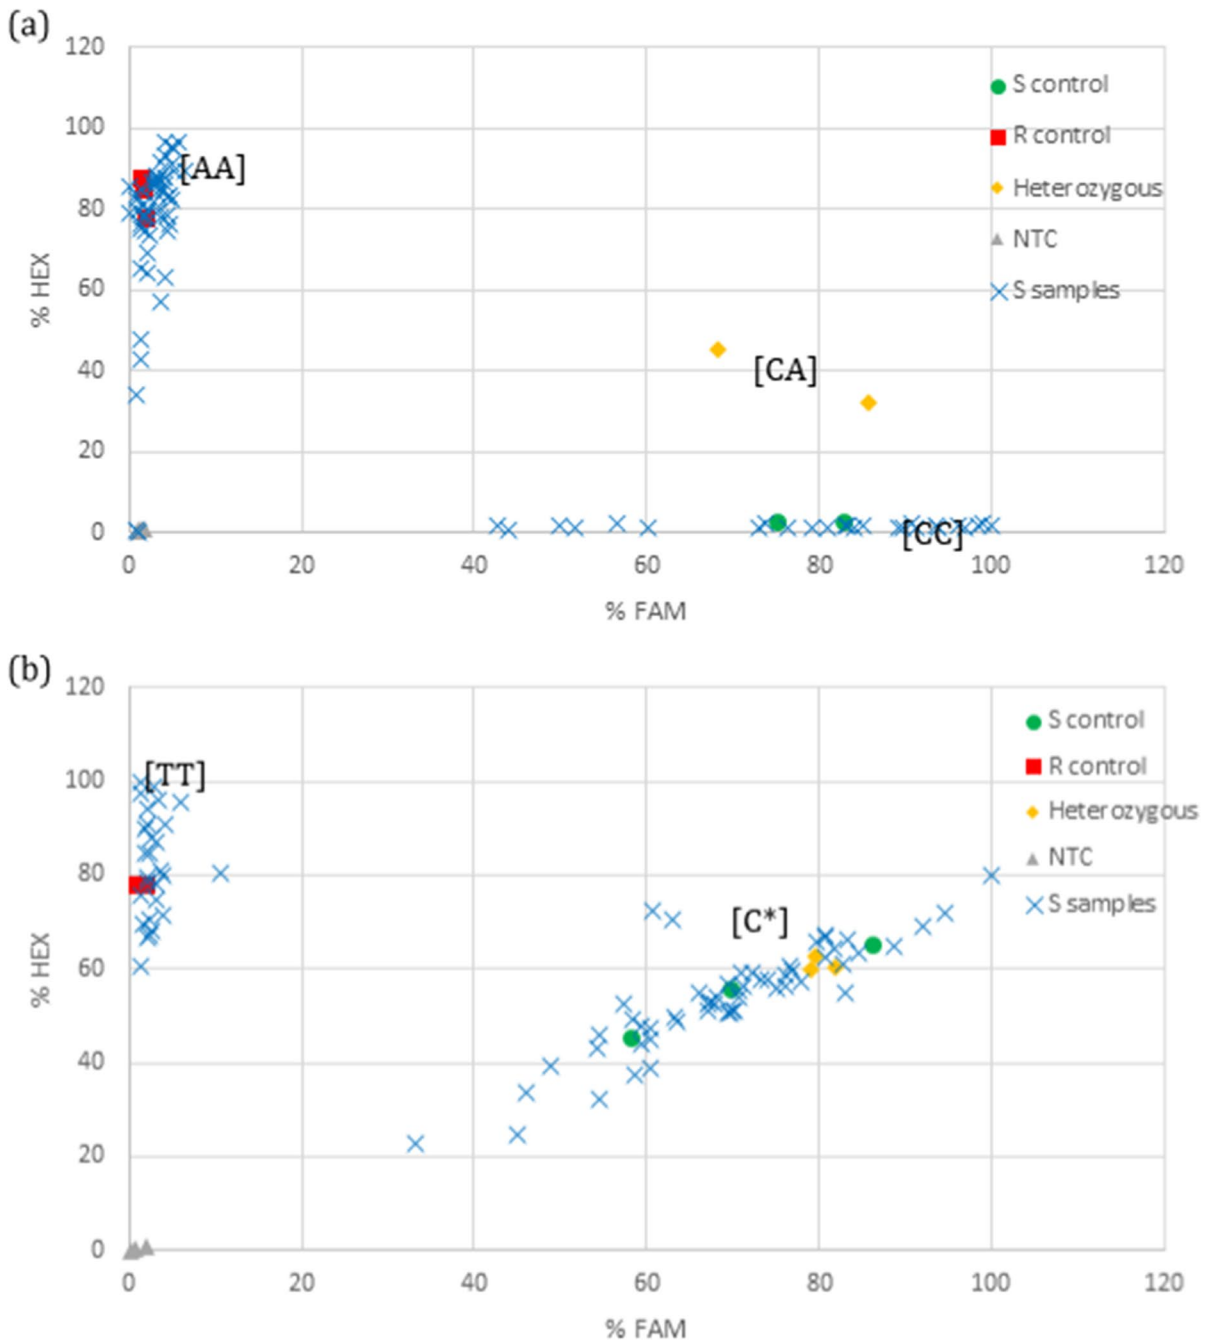 (a)
120
100
80
60
40
20
0
% HEX
[AA]
[CA]
[CC]
S control
R control
Heterozygous
NTC
S samples
0 20 40 60 80 100 120
% FAM
(b)
120
100
80
60
40
20
0
% HEX
[TT]
[C*]
S control
R control
Heterozygous
NTC
S samples
0 20 40 60 80 100 120
% FAM